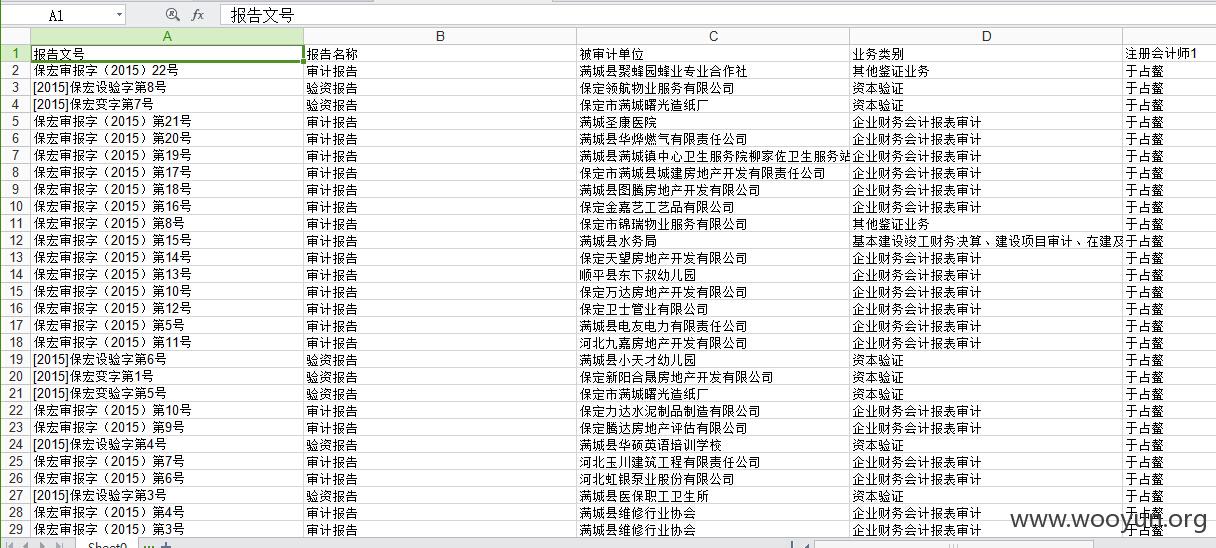 A1 fx 报告文号
A B C D
1 报告文号 报告名称 被审计单位 业务类别 注册会计师1
2 保宏审报字（2015）22号 审计报告 满城县聚蜂园蜂业专业合作社 其他鉴证业务 于占鳌
3 [2015]保宏设验字第8号 验资报告 保定领航物业服务有限公司 资本验证 于占鳌
4 [2015]保宏变字第7号 验资报告 保定市满城曙光造纸厂 资本验证 于占鳌
5 保宏审报字（2015）第21号 审计报告 满城圣康医院 企业财务会计报表审计 于占鳌
6 保宏审报字（2015）第20号 审计报告 满城县华烨燃气有限责任公司 企业财务会计报表审计 于占鳌
7 保宏审报字（2015）第19号 审计报告 满城县满城镇中心卫生服务院柳家佐卫生服务站 企业财务会计报表审计 于占鳌
8 保宏审报字（2015）第17号 审计报告 保定市满城县城建房地产开发有限责任公司 企业财务会计报表审计 于占鳌
9 保宏审报字（2015）第18号 审计报告 满城县图腾房地产开发有限公司 企业财务会计报表审计 于占鳌
10 保宏审报字（2015）第16号 审计报告 保定金嘉艺工艺品有限公司 企业财务会计报表审计 于占鳌
11 保宏审报字（2015）第8号 审计报告 保定市锦瑞物业服务有限公司 其他鉴证业务 于占鳌
12 保宏审报字（2015）第15号 审计报告 满城县水务局 基本建设竣工财务决算、建设项目审计、在建及 于占鳌
13 保宏审报字（2015）第14号 审计报告 保定天望房地产开发有限公司 企业财务会计报表审计 于占鳌
14 保宏审报字（2015）第13号 审计报告 顺平县东下叔幼儿园 企业财务会计报表审计 于占鳌
15 保宏审报字（2015）第10号 审计报告 保定万达房地产开发有限公司 企业财务会计报表审计 于占鳌
16 保宏审报字（2015）第12号 审计报告 保定卫士管业有限公司 企业财务会计报表审计 于占鳌
17 保宏审报字（2015）第5号 审计报告 满城县电友电力有限责任公司 企业财务会计报表审计 于占鳌
18 保宏审报字（2015）第11号 审计报告 河北九嘉房地产开发有限公司 企业财务会计报表审计 于占鳌
19 [2015]保宏设验字第6号 验资报告 满城县小天才幼儿园 资本验证 于占鳌
20 [2015]保宏变字第1号 验资报告 保定新阳合晟房地产开发有限公司 资本验证 于占鳌
21 [2015]保宏变验字第5号 验资报告 保定市满城曙光造纸厂 资本验证 于占鳌
22 保宏审报字（2015）第10号 审计报告 保定力达水泥制品制造有限公司 企业财务会计报表审计 于占鳌
23 保宏审报字（2015）第9号 审计报告 保定腾达房地产评估有限公司 企业财务会计报表审计 于占鳌
24 [2015]保宏设验字第4号 验资报告 满城县华硕英语培训学校 资本验证 于占鳌
25 保宏审报字（2015）第7号 审计报告 河北玉川建筑工程有限责任公司 企业财务会计报表审计 于占鳌
26 保宏审报字（2015）第6号 审计报告 河北虹银泵业股份有限公司 企业财务会计报表审计 于占鳌
27 [2015]保宏设验字第3号 验资报告 满城县医保职工卫生所 资本验证 于占鳌
28 保宏审报字（2015）第4号 审计报告 满城县维修行业协会 企业财务会计报表审计 于占鳌
29 保宏审报字（2015）第3号 审计报告 满城县维修行业协会 企业财务会计报表审计 于占鳌
www.wooyun.org
Sheet0 ...